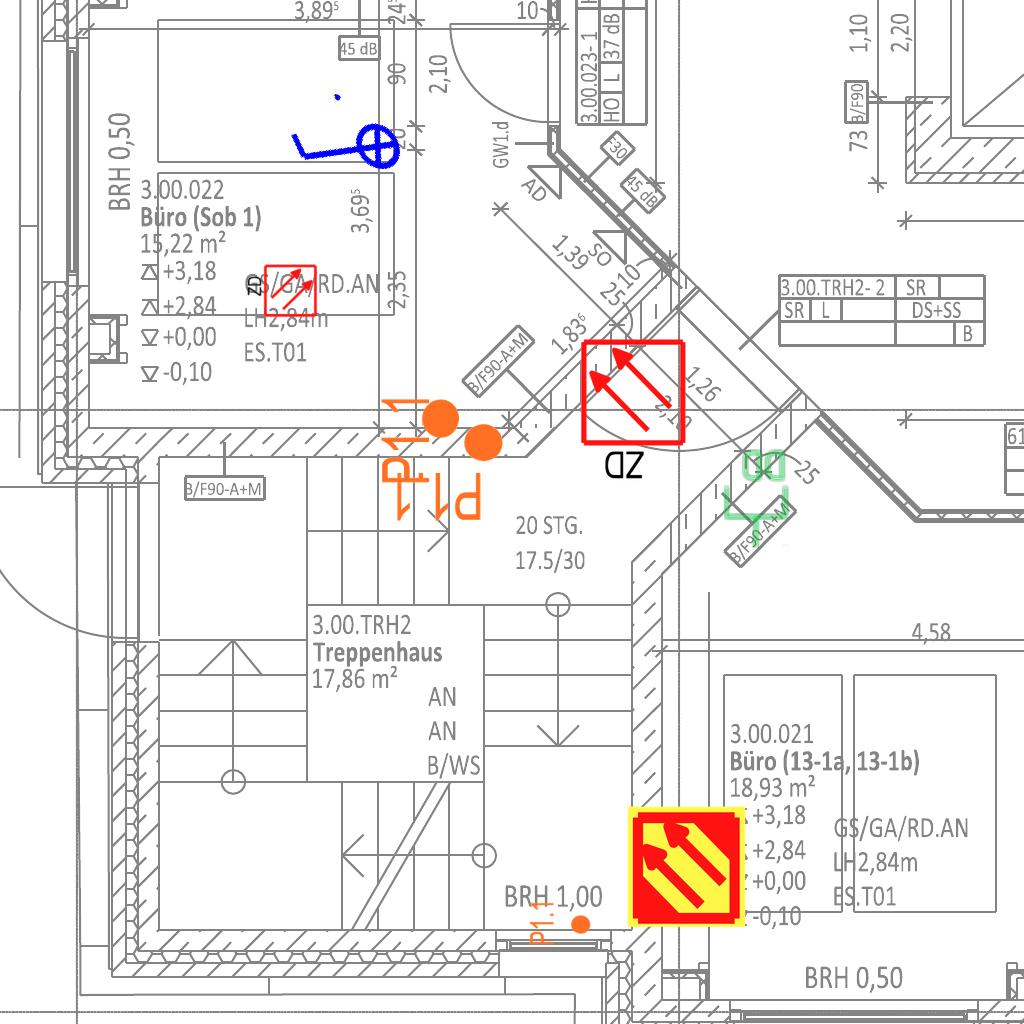 3,89⁵
24⁵
10
45 dB
90
2,10
20
BRH 0,50
3.00.022
Büro (Sob 1)
15,22 m²
+3,18
+2,84
+0,00
-0,10
3,69⁵
2,35
ZD
GS/GA/RD.AN
LH2,84m
ES.T01
GW1.d
3.00.023- 1
HO
L
37 dB
F30
45 dB
AD
SO
1,39
10
25
1,83⁶
1,26
2,10
25
1,10
2,20
B/F90
73
3.00.TRH2- 2
SR
SR
L
DS+SS
B
B/F90-A+M
P1.1
P1.1
ZD
B/F90-A+M
B/F90-A+M
20 STG.
17.5/30
3.00.TRH2
Treppenhaus
17,86 m²
AN
AN
B/WS
4,58
61
3.00.021
Büro (13-1a, 13-1b)
18,93 m²
+3,18
+2,84
+0,00
-0,10
GS/GA/RD.AN
LH2,84m
ES.T01
BRH 1,00
P1.1
BRH 0,50